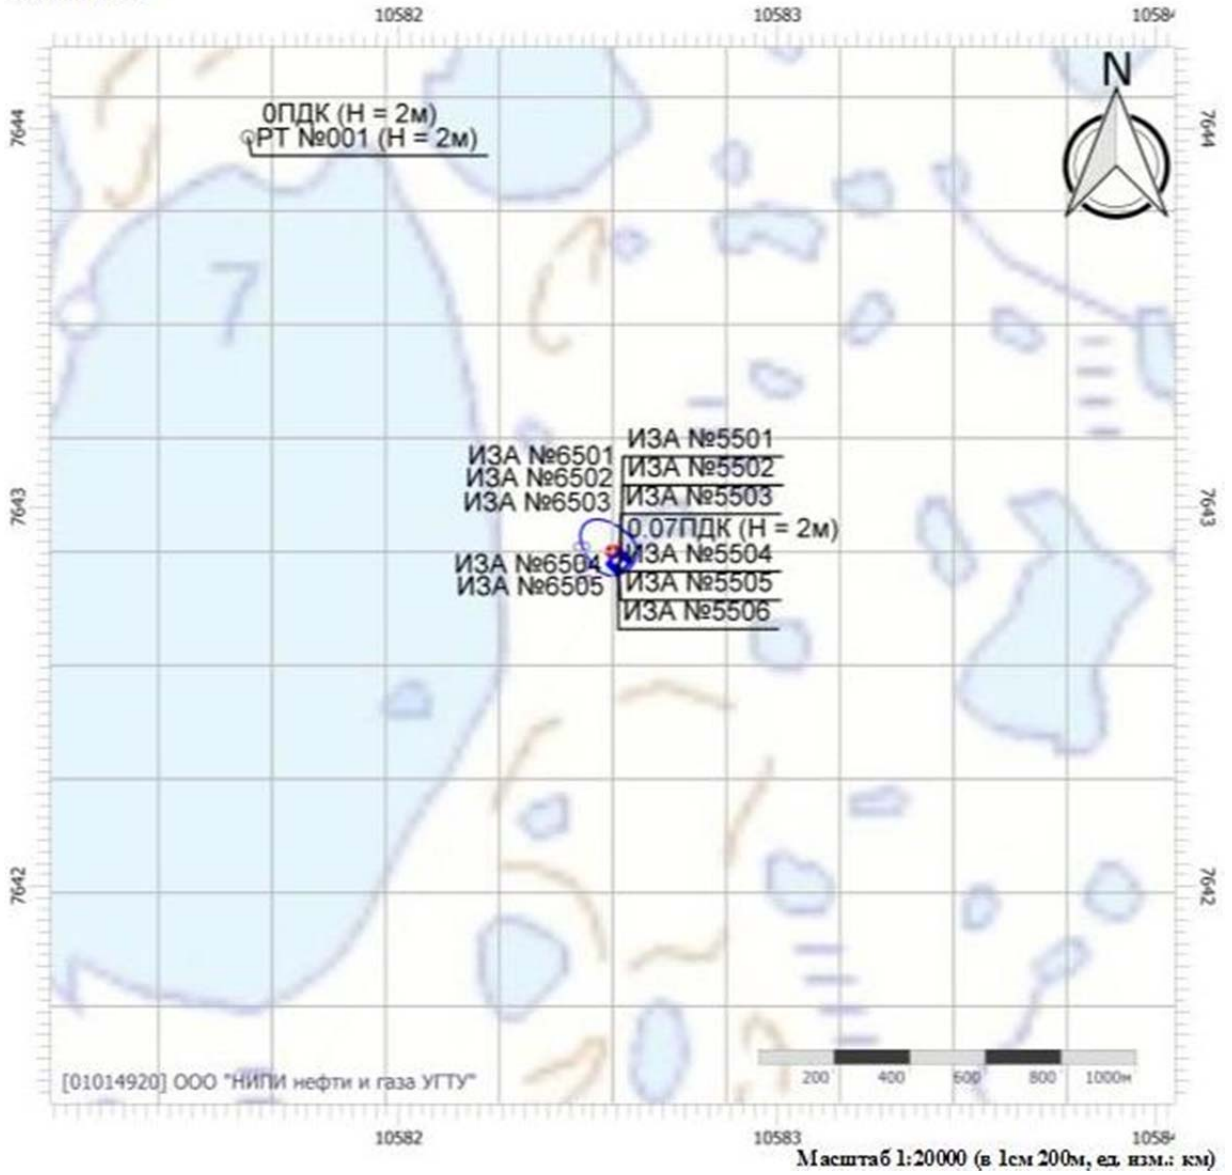 10582 10583 1058
N
7644 7644
0ПДК (Н = 2м)
РТ №001 (Н = 2м)
7
ИЗА №5501
ИЗА №6501
ИЗА №5502
ИЗА №6502
ИЗА №5503
ИЗА №6503
7643 7643
0.07ПДК (Н = 2м)
ИЗА №5504
ИЗА №6504
ИЗА №5505
ИЗА №6505
ИЗА №5506
7642 7642
200 400 600 800 1000м
[01014920] ООО "НИПИ нефти и газа УГТУ"
10582 10583 1058
Масштаб 1:20000 (в 1см 200м, ед. изм.: км)